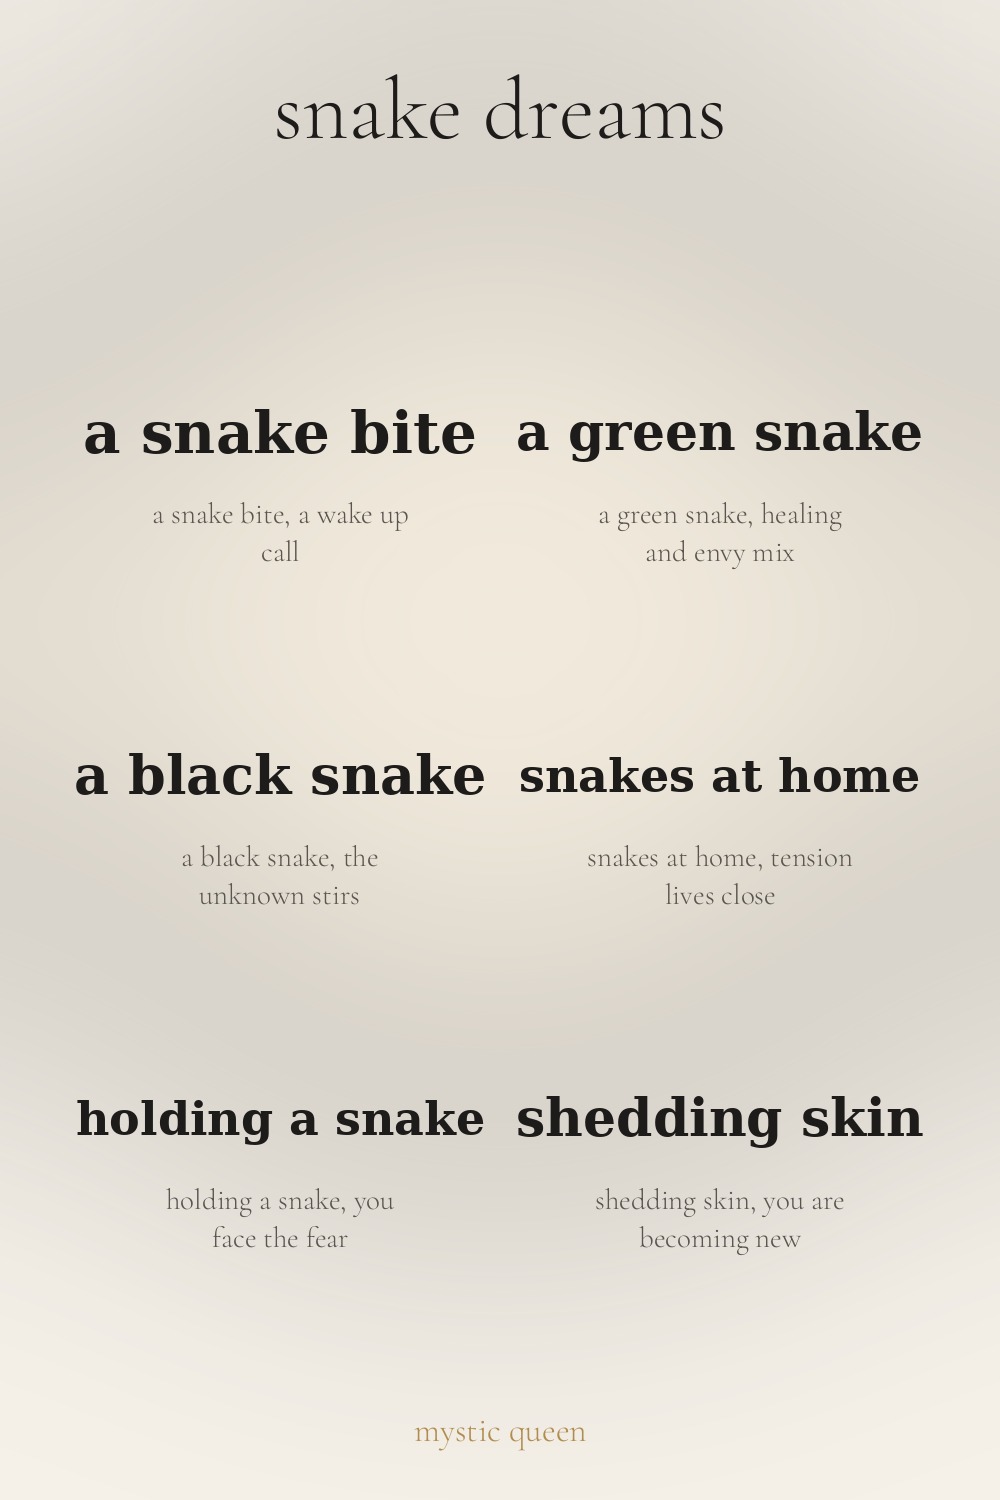 snake dreams
a snake bite
a snake bite, a wake up
call
a green snake
a green snake, healing
and envy mix
a black snake
a black snake, the
unknown stirs
snakes at home
snakes at home, tension
lives close
holding a snake
holding a snake, you
face the fear
shedding skin
shedding skin, you are
becoming new
mystic queen